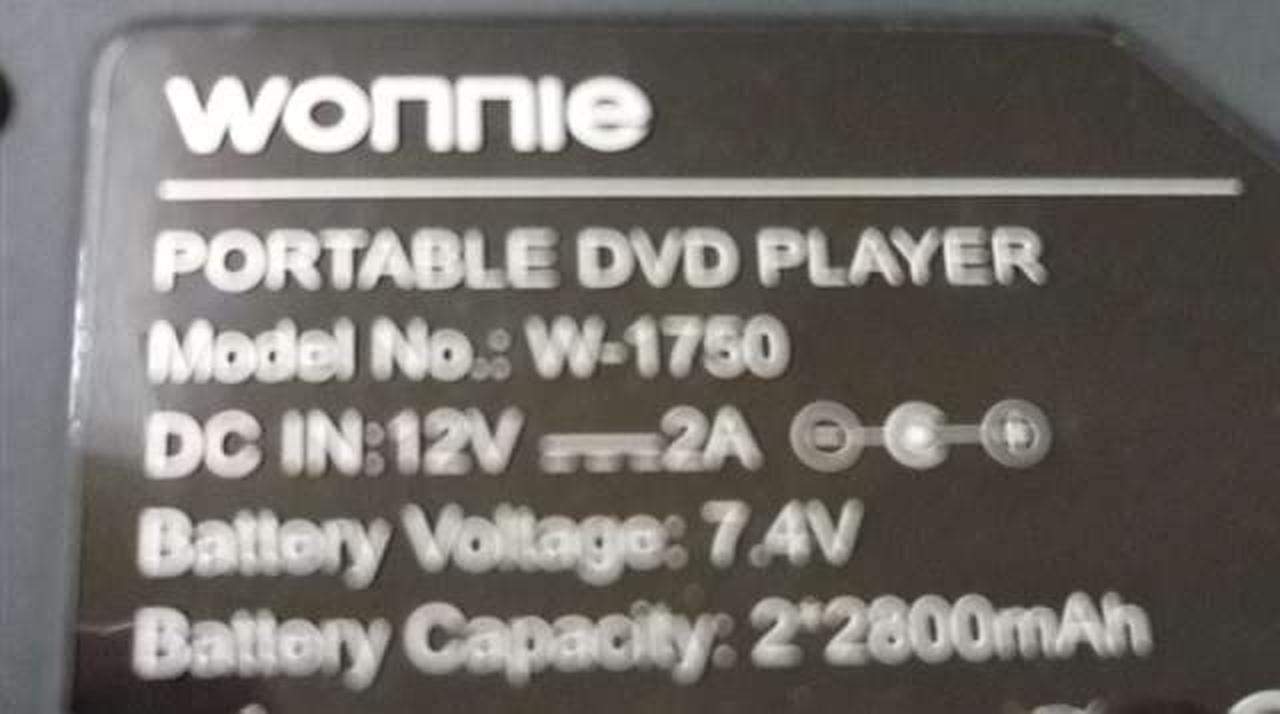 wonnie
PORTABLE DVD PLAYER
Model No.: W-1750
DC IN:12V ⎓2A
Battery Voltage: 7.4V
Battery Capacity: 2*2800mAh